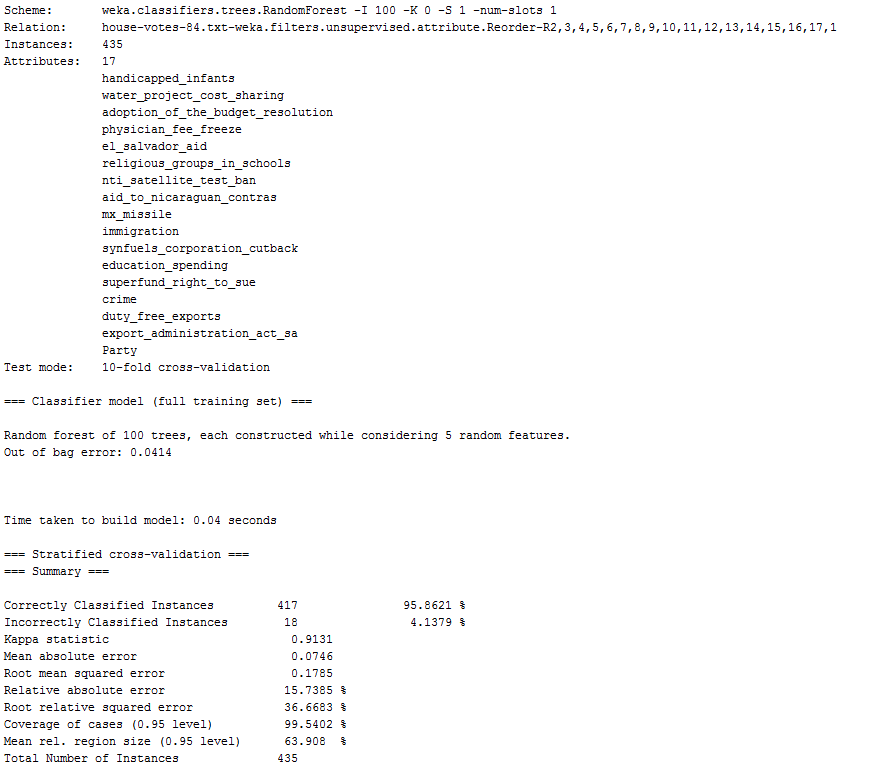 Scheme: weka.classifiers.trees.RandomForest -I 100 -K 0 -S 1 -num-slots 1
Relation: house-votes-84.txt-weka.filters.unsupervised.attribute.Reorder-R2,3,4,5,6,7,8,9,10,11,12,13,14,15,16,17,1
Instances: 435
Attributes: 17
handicapped_infants
water_project_cost_sharing
adoption_of_the_budget_resolution
physician_fee_freeze
el_salvador_aid
religious_groups_in_schools
nti_satellite_test_ban
aid_to_nicaraguan_contras
mx_missile
immigration
synfuels_corporation_cutback
education_spending
superfund_right_to_sue
crime
duty_free_exports
export_administration_act_sa
Party
Test mode: 10-fold cross-validation
=== Classifier model (full training set) ===
Random forest of 100 trees, each constructed while considering 5 random features.
Out of bag error: 0.0414
Time taken to build model: 0.04 seconds
=== Stratified cross-validation ===
=== Summary ===
Correctly Classified Instances 417 95.8621 %
Incorrectly Classified Instances 18 4.1379 %
Kappa statistic 0.9131
Mean absolute error 0.0746
Root mean squared error 0.1785
Relative absolute error 15.7385 %
Root relative squared error 36.6683 %
Coverage of cases (0.95 level) 99.5402 %
Mean rel. region size (0.95 level) 63.908 %
Total Number of Instances 435